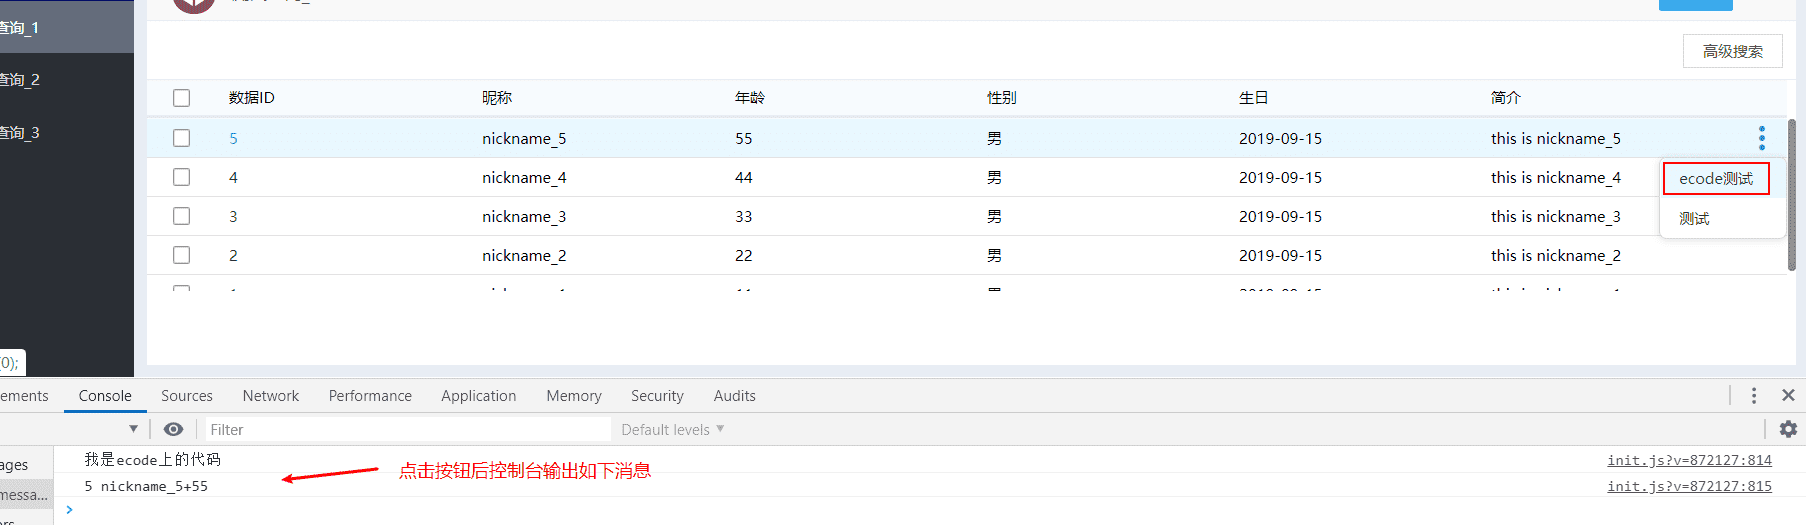 查询_1
高级搜索
查询_2
数据ID 昵称 年龄 性别 生日 简介
查询_3
5 nickname_5 55 男 2019-09-15 this is nickname_5
4 nickname_4 44 男 2019-09-15 this is nickname_4
ecode测试
3 nickname_3 33 男 2019-09-15 this is nickname_3
测试
2 nickname_2 22 男 2019-09-15 this is nickname_2
0);
ements Console Sources Network Performance Application Memory Security Audits
Filter Default levels ▼
ages 我是ecode上的代码 init.js?v=872127:814
点击按钮后控制台输出如下消息
messa... 5 nickname_5+55 init.js?v=872127:815
>